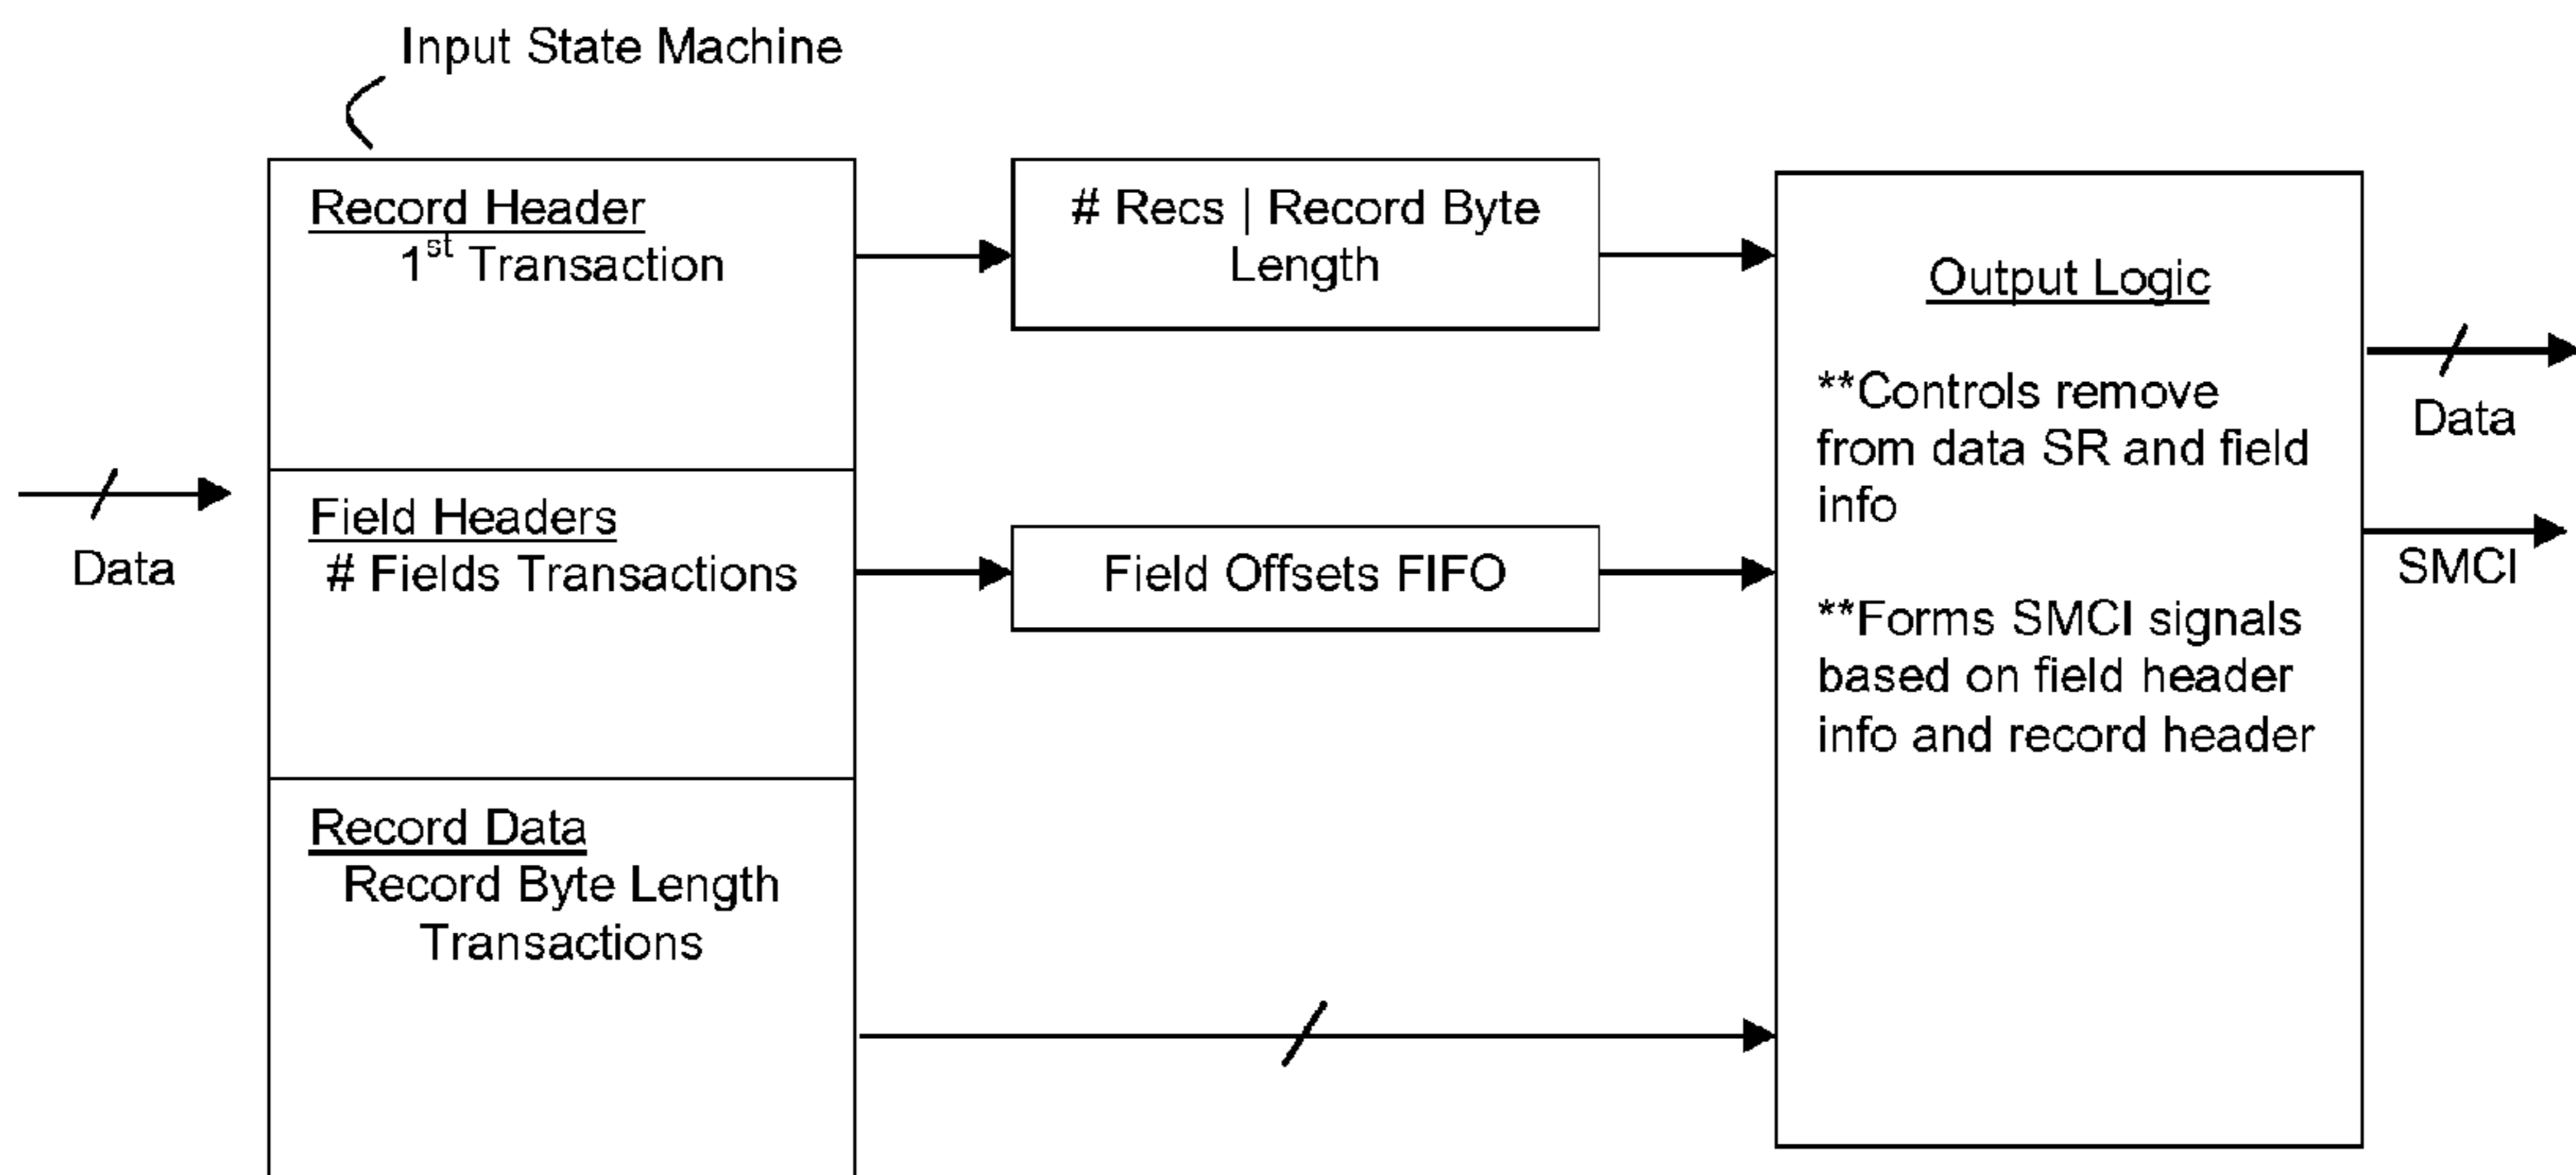 Input State Machine
Record Header
1st Transaction
# Recs | Record Byte
Length
Output Logic
**Controls remove
from data SR and field
info
**Forms SMCI signals
based on field header
info and record header
Data
SMCI
Data
Field Headers
# Fields Transactions
Field Offsets FIFO
Record Data
Record Byte Length
Transactions